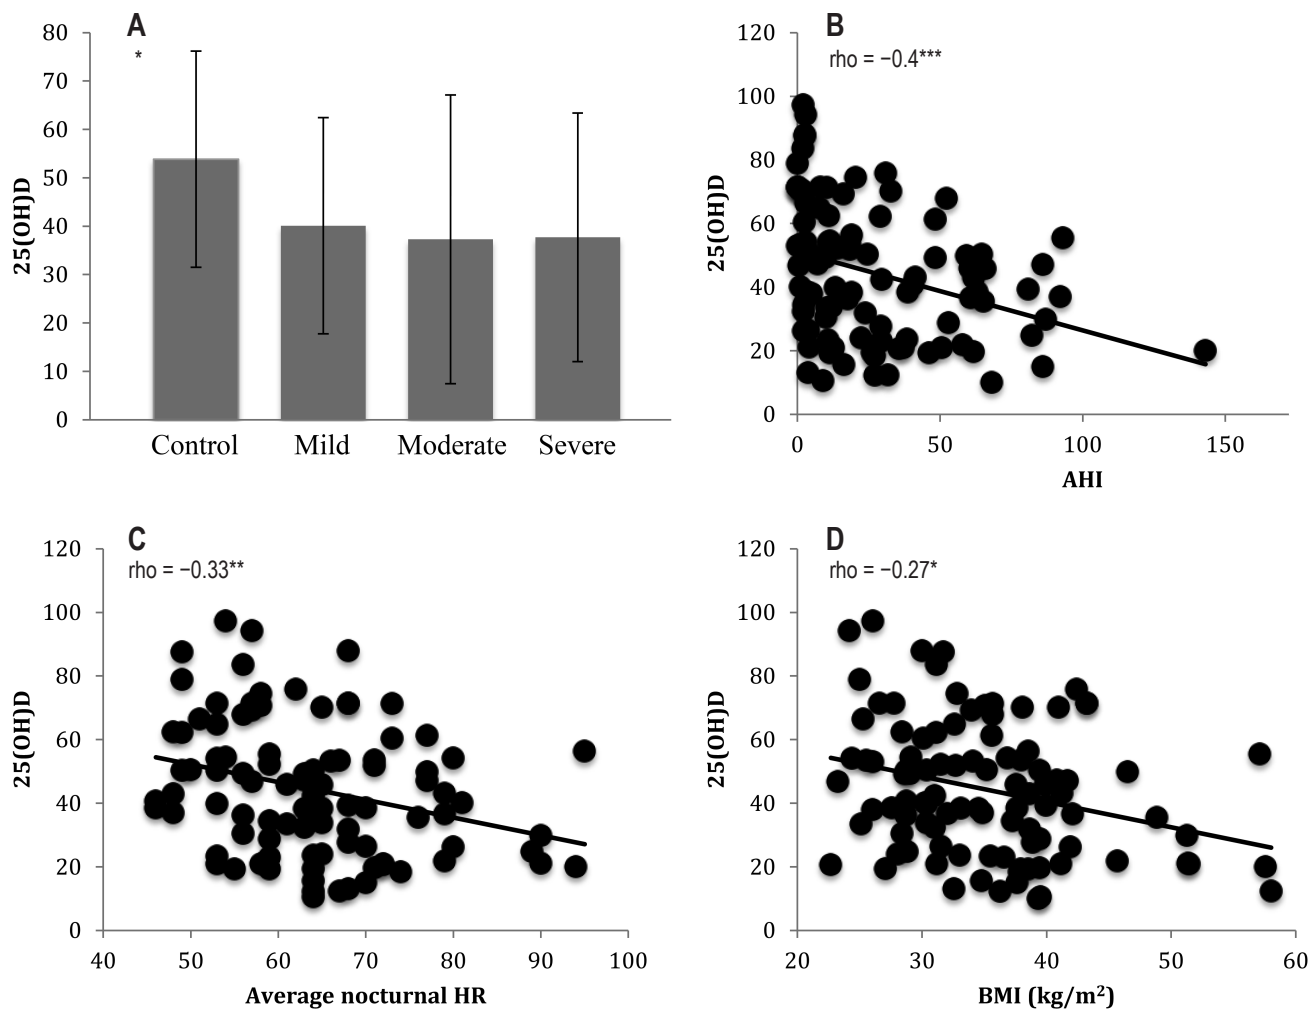 A
*
80
70
60
50
40
30
20
10
0
25(OH)D
Control Mild Moderate Severe
B
rho = −0.4***
120
100
80
60
40
20
0
25(OH)D
0 50 100 150
AHI
C
rho = −0.33**
120
100
80
60
40
20
0
25(OH)D
40 50 60 70 80 90 100
Average nocturnal HR
D
rho = −0.27*
120
100
80
60
40
20
0
25(OH)D
20 30 40 50 60
BMI (kg/m²)